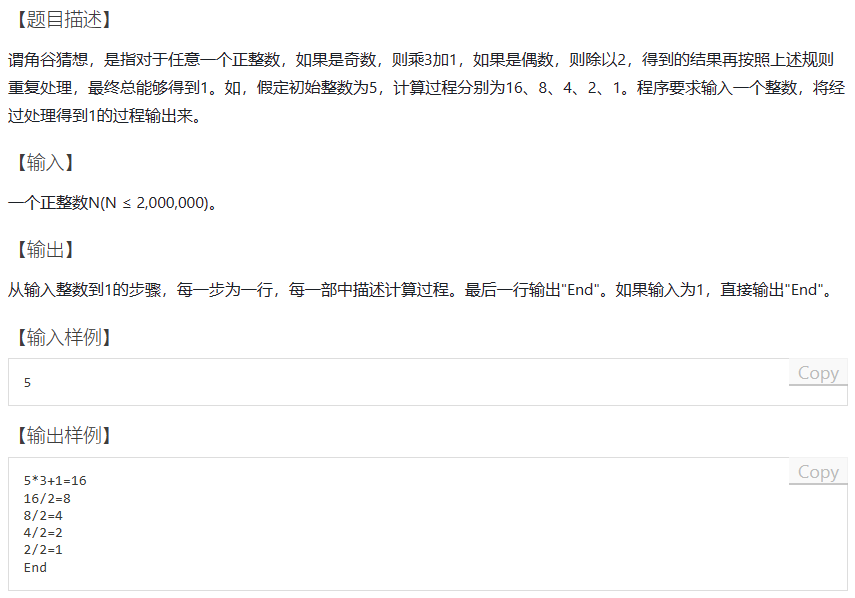 【题目描述】
谓角谷猜想，是指对于任意一个正整数，如果是奇数，则乘3加1，如果是偶数，则除以2，得到的结果再按照上述规则
重复处理，最终总能够得到1。如，假定初始整数为5，计算过程分别为16、8、4、2、1。程序要求输入一个整数，将经
过处理得到1的过程输出来。
【输入】
一个正整数N(N ≤ 2,000,000)。
【输出】
从输入整数到1的步骤，每一步为一行，每一部中描述计算过程。最后一行输出"End"。如果输入为1，直接输出"End"。
【输入样例】
Copy
5
【输出样例】
Copy
5*3+1=16
16/2=8
8/2=4
4/2=2
2/2=1
End